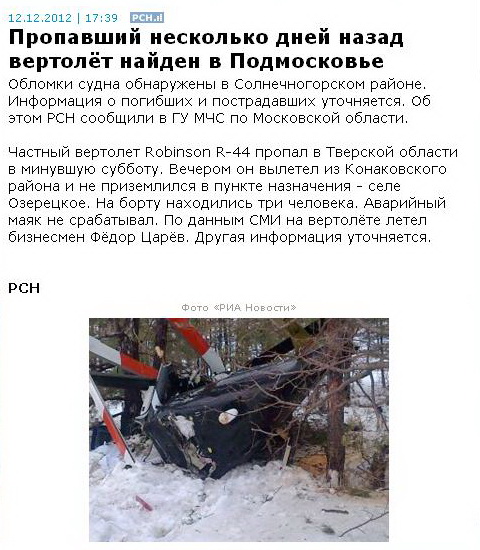 12.12.2012 | 17:39 РСН.fm
Пропавший несколько дней назад
вертолёт найден в Подмосковье
Обломки судна обнаружены в Солнечногорском районе.
Информация о погибших и пострадавших уточняется. Об
этом РСН сообщили в ГУ МЧС по Московской области.
Частный вертолет Robinson R-44 пропал в Тверской области
в минувшую субботу. Вечером он вылетел из Конаковского
района и не приземлился в пункте назначения – селе
Озерецкое. На борту находились три человека. Аварийный
маяк не срабатывал. По данным СМИ на вертолёте летел
бизнесмен Фёдор Царёв. Другая информация уточняется.
РСН
Фото «РИА Новости»